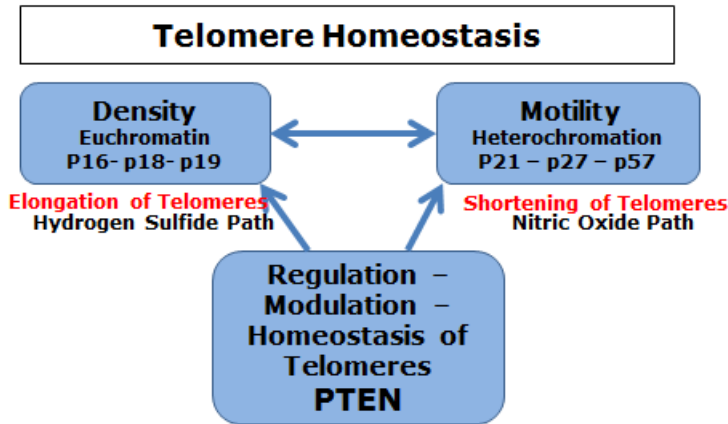 Telomere Homeostasis
Density
Euchromatin
P16- p18- p19
Motility
Heterochromation
P21 – p27 – p57
Elongation of Telomeres
Hydrogen Sulfide Path
Shortening of Telomeres
Nitric Oxide Path
Regulation –
Modulation –
Homeostasis of
Telomeres
PTEN